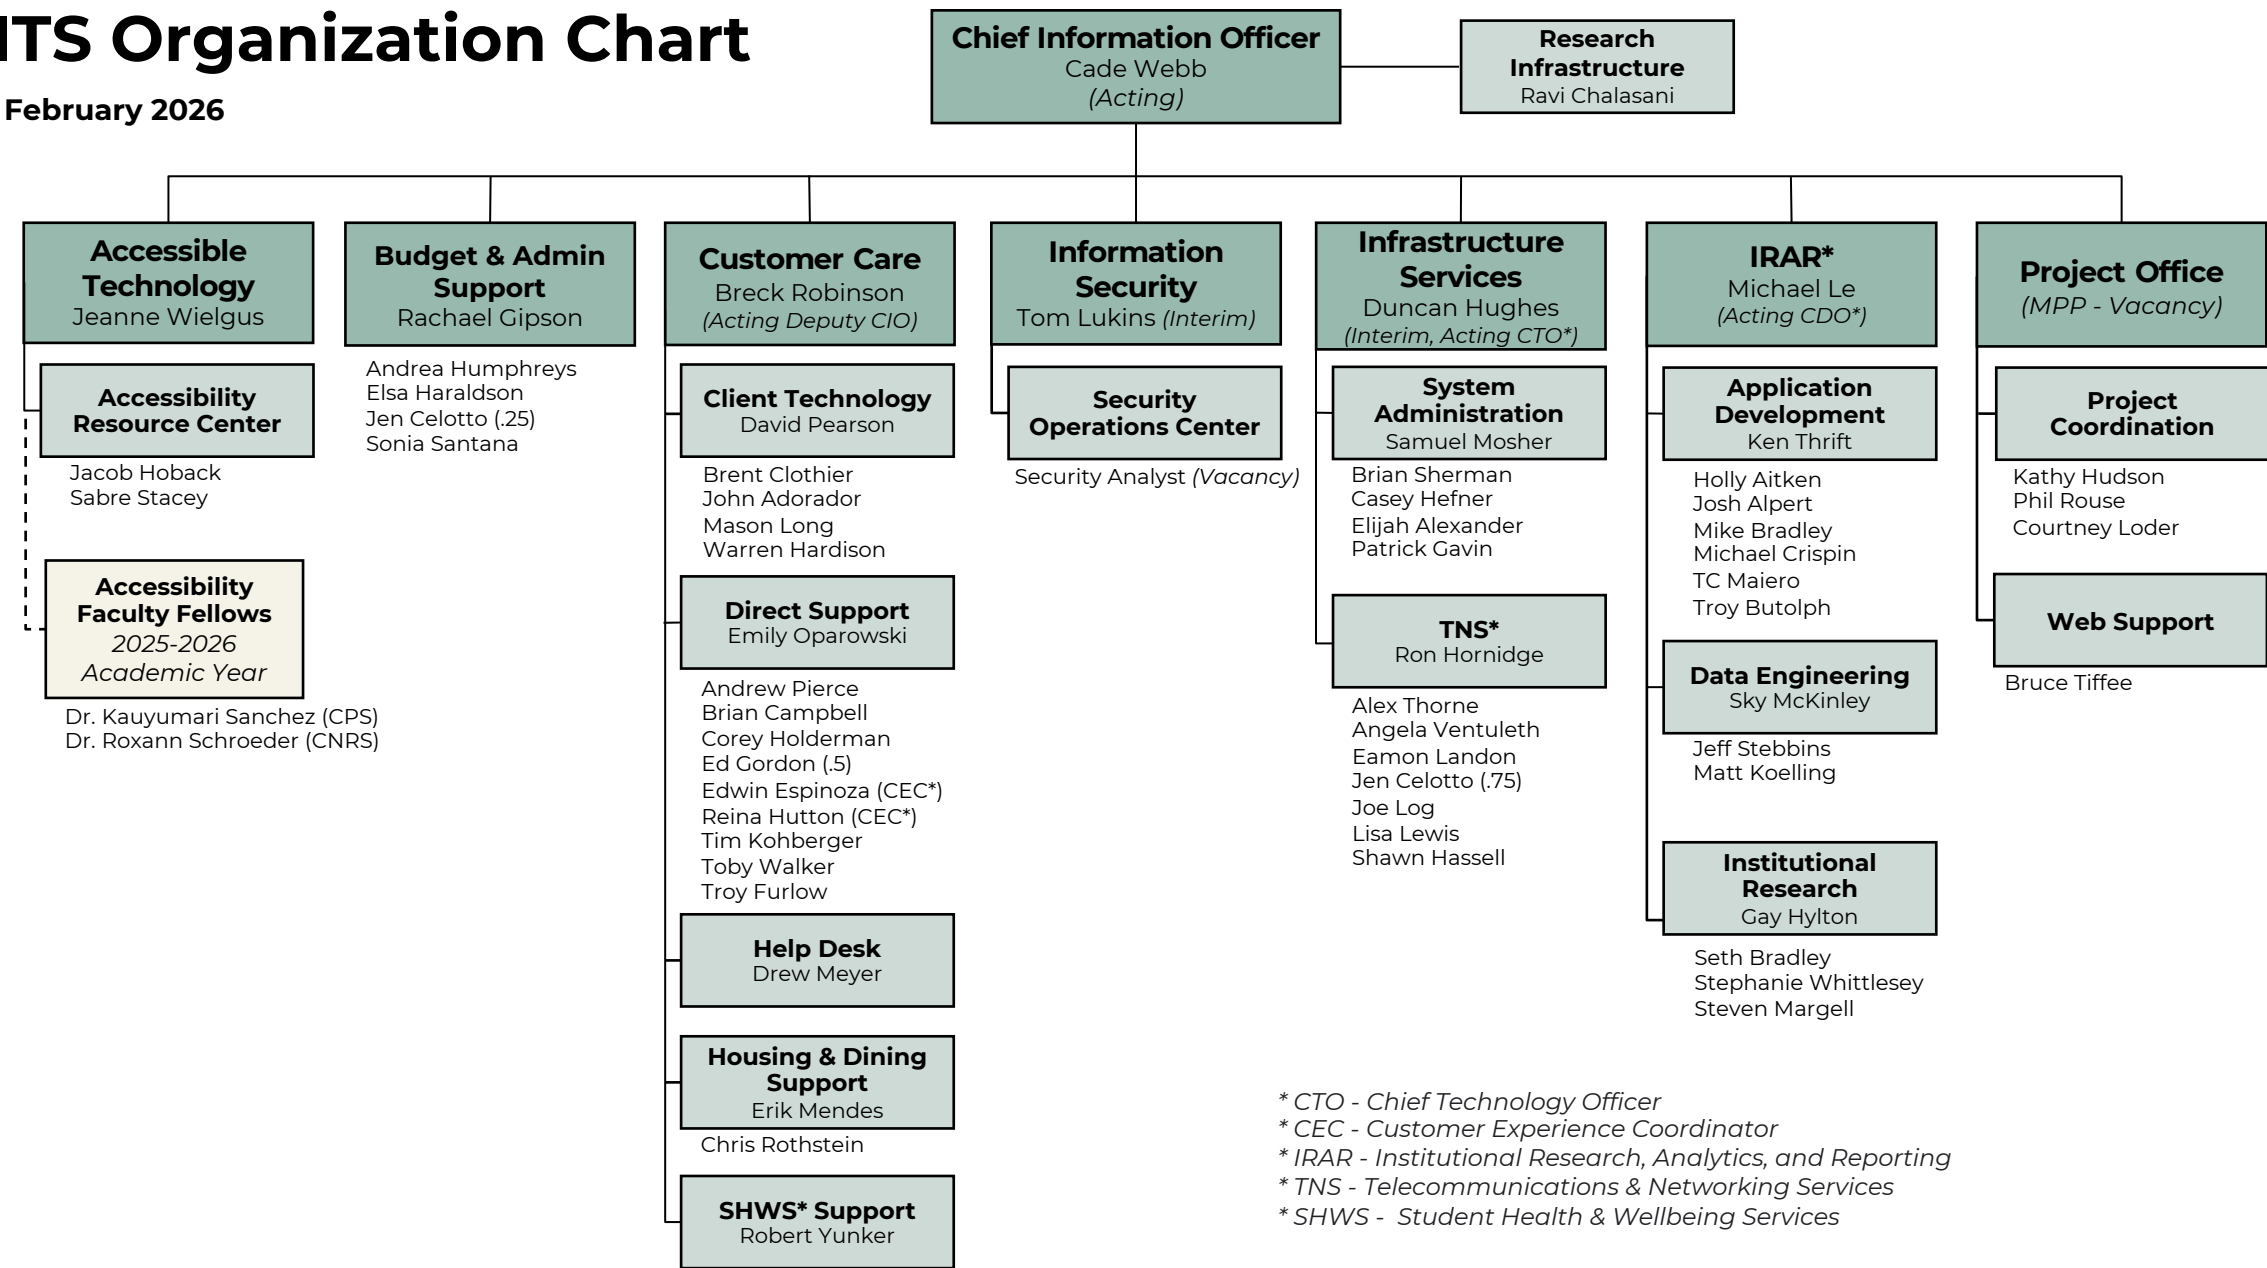 ITS Organization Chart
February 2026
Chief Information Officer
Cade Webb
(Acting)
Research
Infrastructure
Ravi Chalasani
Accessible
Technology
Jeanne Wielgus
Accessibility
Resource Center
Jacob Hoback
Sabre Stacey
Accessibility
Faculty Fellows
2025-2026
Academic Year
Dr. Kauyumari Sanchez (CPS)
Dr. Roxann Schroeder (CNRS)
Budget & Admin
Support
Rachael Gipson
Andrea Humphreys
Elsa Haraldson
Jen Celotto (.25)
Sonia Santana
Customer Care
Breck Robinson
(Acting Deputy CIO)
Client Technology
David Pearson
Brent Clothier
John Adorador
Mason Long
Warren Hardison
Direct Support
Emily Oparowski
Andrew Pierce
Brian Campbell
Corey Holderman
Ed Gordon (.5)
Edwin Espinoza (CEC*)
Reina Hutton (CEC*)
Tim Kohberger
Toby Walker
Troy Furlow
Help Desk
Drew Meyer
Housing & Dining
Support
Erik Mendes
Chris Rothstein
SHWS* Support
Robert Yunker
Information
Security
Tom Lukins (Interim)
Security
Operations Center
Security Analyst (Vacancy)
Infrastructure
Services
Duncan Hughes
(Interim, Acting CTO*)
System
Administration
Samuel Mosher
Brian Sherman
Casey Hefner
Elijah Alexander
Patrick Gavin
TNS*
Ron Hornidge
Alex Thorne
Angela Ventuleth
Eamon Landon
Jen Celotto (.75)
Joe Log
Lisa Lewis
Shawn Hassell
IRAR*
Michael Le
(Acting CDO*)
Application
Development
Ken Thrift
Holly Aitken
Josh Alpert
Mike Bradley
Michael Crispin
TC Maiero
Troy Butolph
Data Engineering
Sky McKinley
Jeff Stebbins
Matt Koelling
Institutional
Research
Gay Hylton
Seth Bradley
Stephanie Whittlesey
Steven Margell
Project Office
(MPP - Vacancy)
Project
Coordination
Kathy Hudson
Phil Rouse
Courtney Loder
Web Support
Bruce Tiffee
* CTO - Chief Technology Officer
* CEC - Customer Experience Coordinator
* IRAR - Institutional Research, Analytics, and Reporting
* TNS - Telecommunications & Networking Services
* SHWS -  Student Health & Wellbeing Services